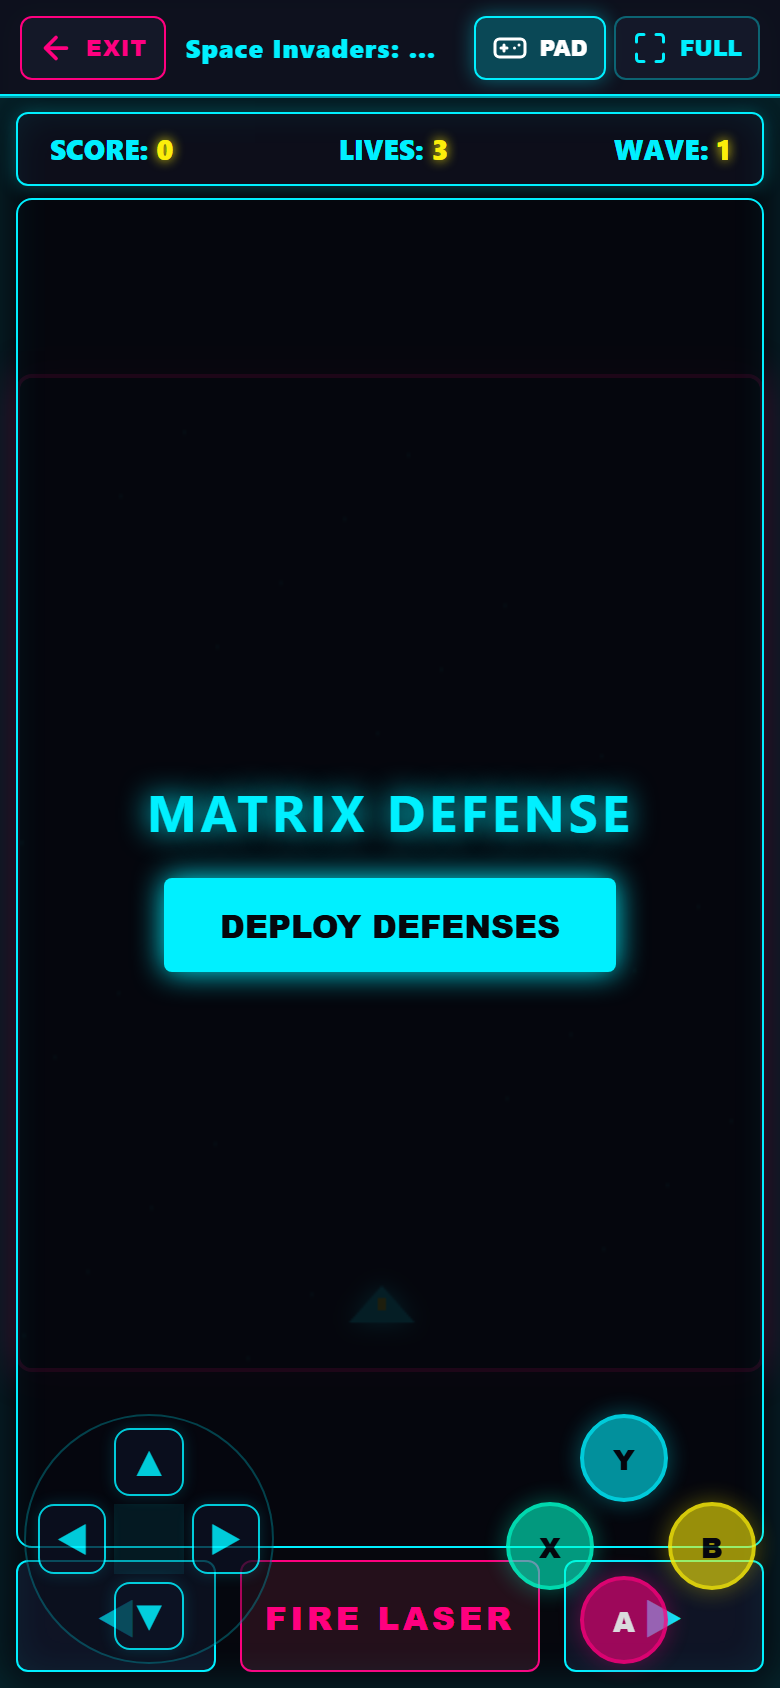 EXIT
Space Invaders: ...
PAD
FULL
SCORE: 0
LIVES: 3
WAVE: 1
MATRIX DEFENSE
DEPLOY DEFENSES
Y
X
B
FIRE LASER
A